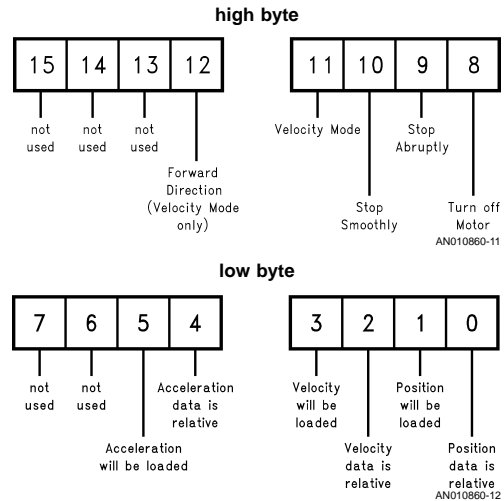 high byte
15 14 13 12 11 10 9 8
not used
not used
not used
Forward Direction (Velocity Mode only)
Velocity Mode
Stop Smoothly
Stop Abruptly
Turn off Motor
AN010860-11
low byte
7 6 5 4 3 2 1 0
not used
not used
Acceleration will be loaded
Acceleration data is relative
Velocity will be loaded
Velocity data is relative
Position will be loaded
Position data is relative
AN010860-12